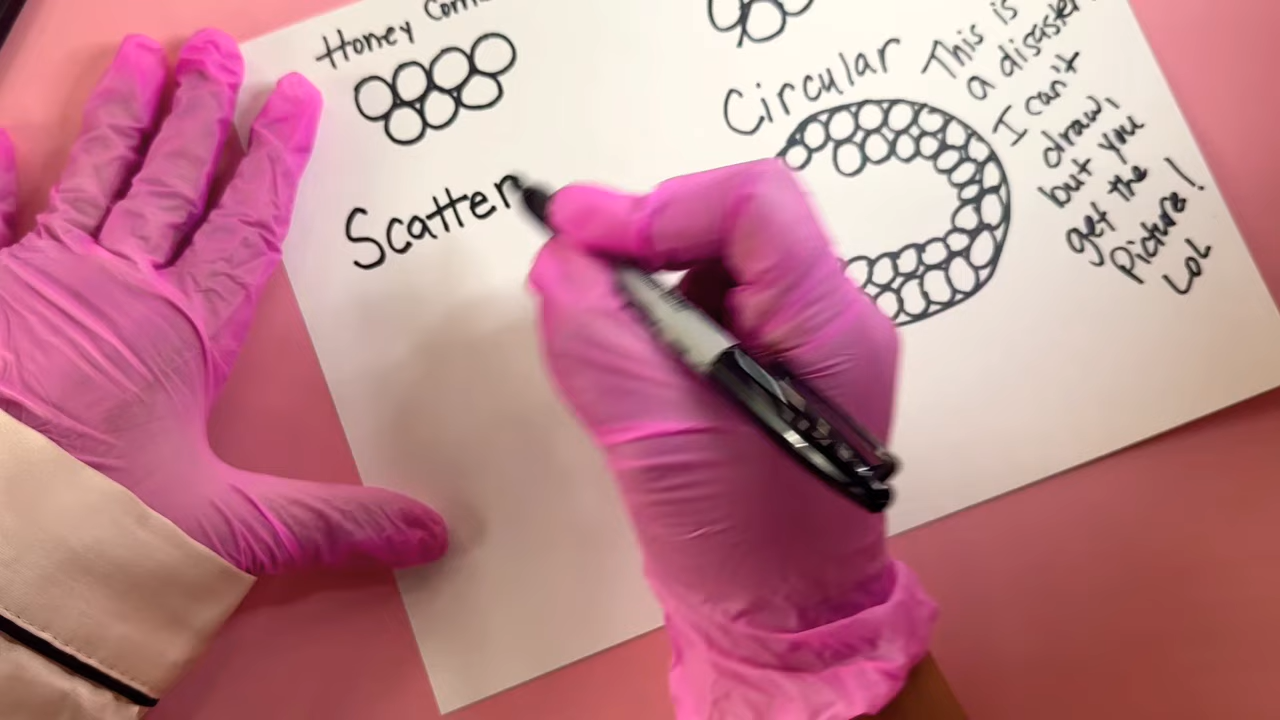 Honey
Circular
Scatter
This is
a disaster!
I can't
draw,
but you
get the
Picture!
LOL